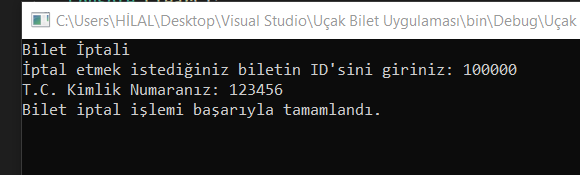 C:\Users\HİLAL\Desktop\Visual Studio\Uçak Bilet Uygulaması\bin\Debug\Uçak
Bilet İptali
İptal etmek istediğiniz biletin ID'sini giriniz: 100000
T.C. Kimlik Numaranız: 123456
Bilet iptal işlemi başarıyla tamamlandı.